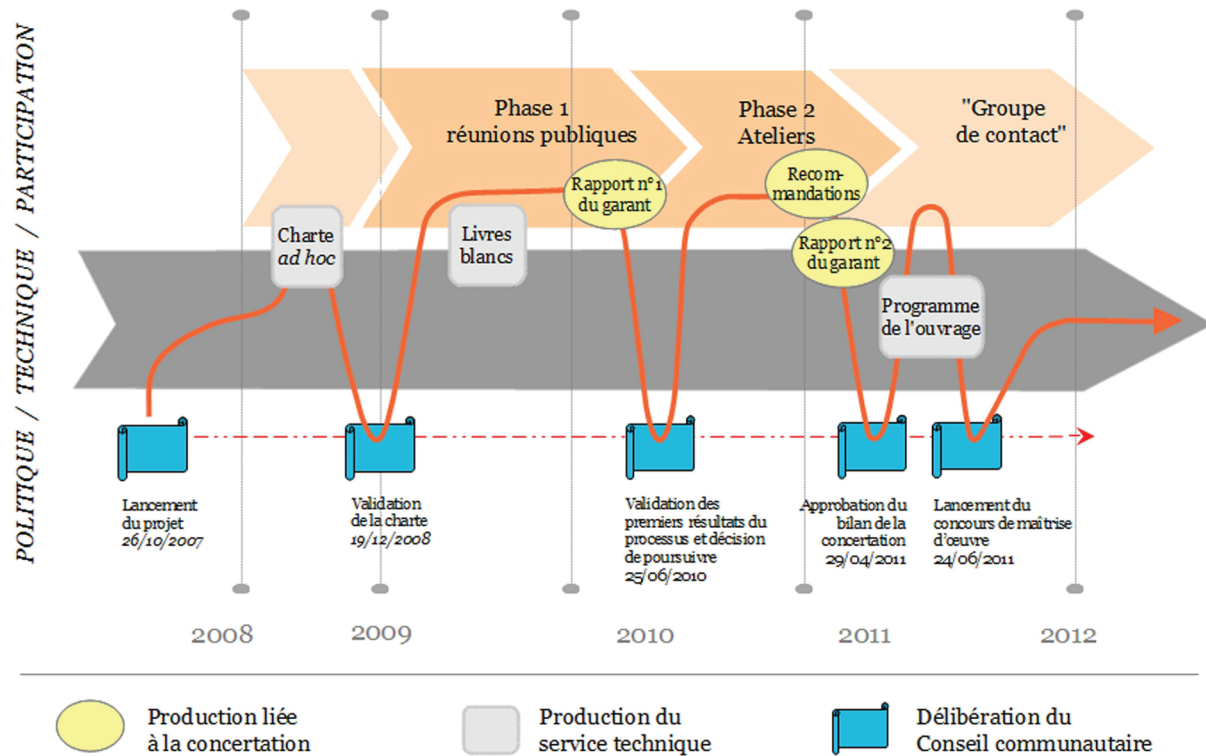 POLITIQUE / TECHNIQUE / PARTICIPATION
Phase 1
réunions publiques
Phase 2
Ateliers
"Groupe
de contact"
Rapport n°1
du garant
Recom-
mandations
Charte
ad hoc
Livres
blancs
Rapport n°2
du garant
Programme
de l'ouvrage
Lancement
du projet
26/10/2007
Validation
de la charte
19/12/2008
Validation des
premiers résultats du
processus et décision
de poursuivre
25/06/2010
Approbation du
bilan de la
concertation
29/04/2011
Lancement du
concours de maîtrise
d'œuvre
24/06/2011
2008
2009
2010
2011
2012
Production liée
à la concertation
Production du
service technique
Délibération du
Conseil communautaire